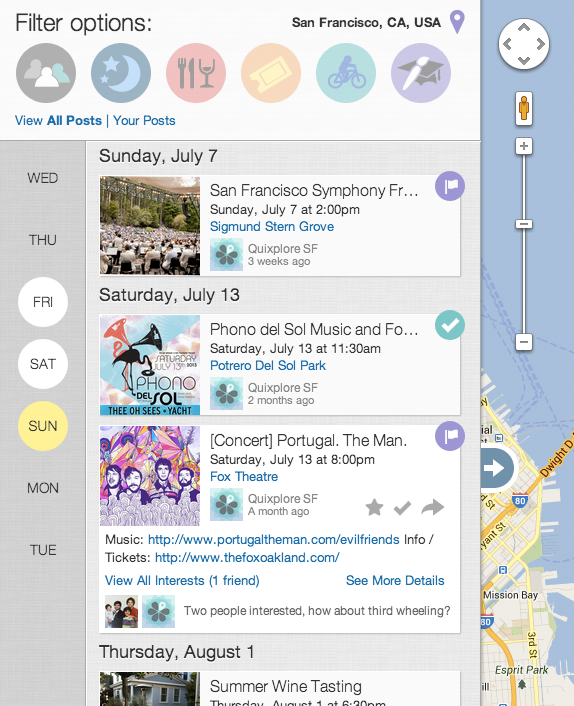 Filter options:
San Francisco, CA, USA
View All Posts | Your Posts
WED
THU
FRI
SAT
SUN
MON
TUE
Sunday, July 7
San Francisco Symphony Fr...
Sunday, July 7 at 2:00pm
Sigmund Stern Grove
Quixplore SF
3 weeks ago
Saturday, July 13
SATURDAY
JULY 13th 2013
PHONO
DEL SOL
THEE OH SEES * YACHT
Phono del Sol Music and Fo...
Saturday, July 13 at 11:30am
Potrero Del Sol Park
Quixplore SF
2 months ago
[Concert] Portugal. The Man.
Saturday, July 13 at 8:00pm
Fox Theatre
Quixplore SF
A month ago
Music: http://www.portugaltheman.com/evilfriends Info /
Tickets: http://www.thefoxoakland.com/
View All Interests (1 friend)
See More Details
Two people interested, how about third wheeling?
Thursday, August 1
Summer Wine Tasting
Thursday, August 1 at 6:30pm
Dwight D
80
yant St
Mission Bay
80
3rd St
Esprit Park